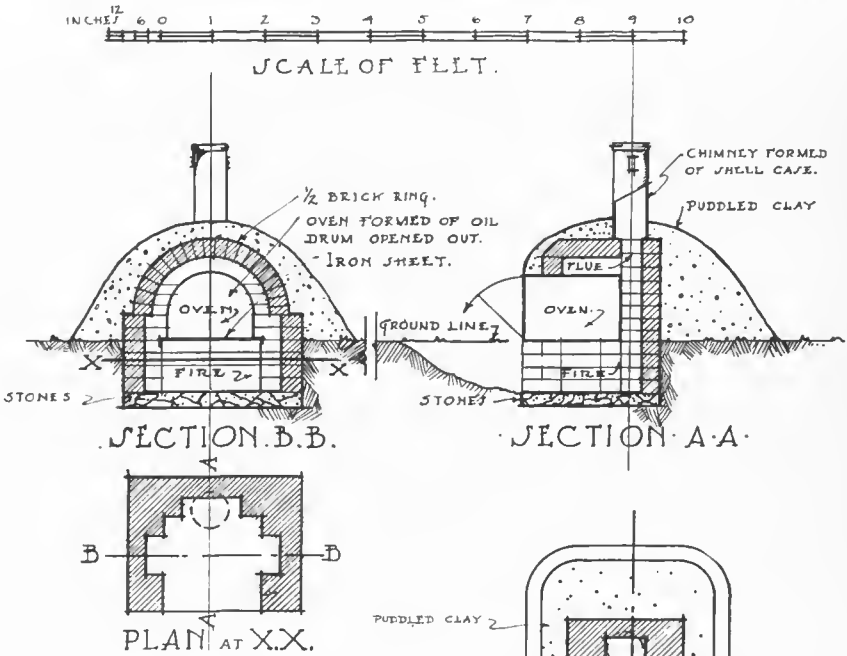 INCHES 12 6 0 1 2 3 4 5 6 7 8 9 10
SCALE OF FEET.
CHIMNEY FORMED
OF SHELL CASE.
PUDDLED CLAY
½ BRICK RING.
OVEN FORMED OF OIL
DRUM OPENED OUT.
- IRON SHEET.
FLUE
OVEN
OVEN.
GROUND LINE
X X
FIRE
FIRE
STONES
STONES
.SECTION.B.B.
.SECTION.A.A.
A
B B
A
PLAN AT X.X.
PUDDLED CLAY